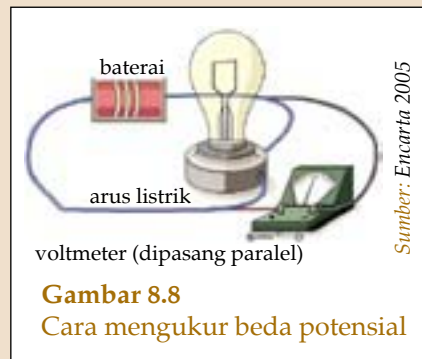 baterai
arus listrik
voltmeter (dipasang paralel)
Sumber: Encarta 2005
Gambar 8.8
Cara mengukur beda potensial